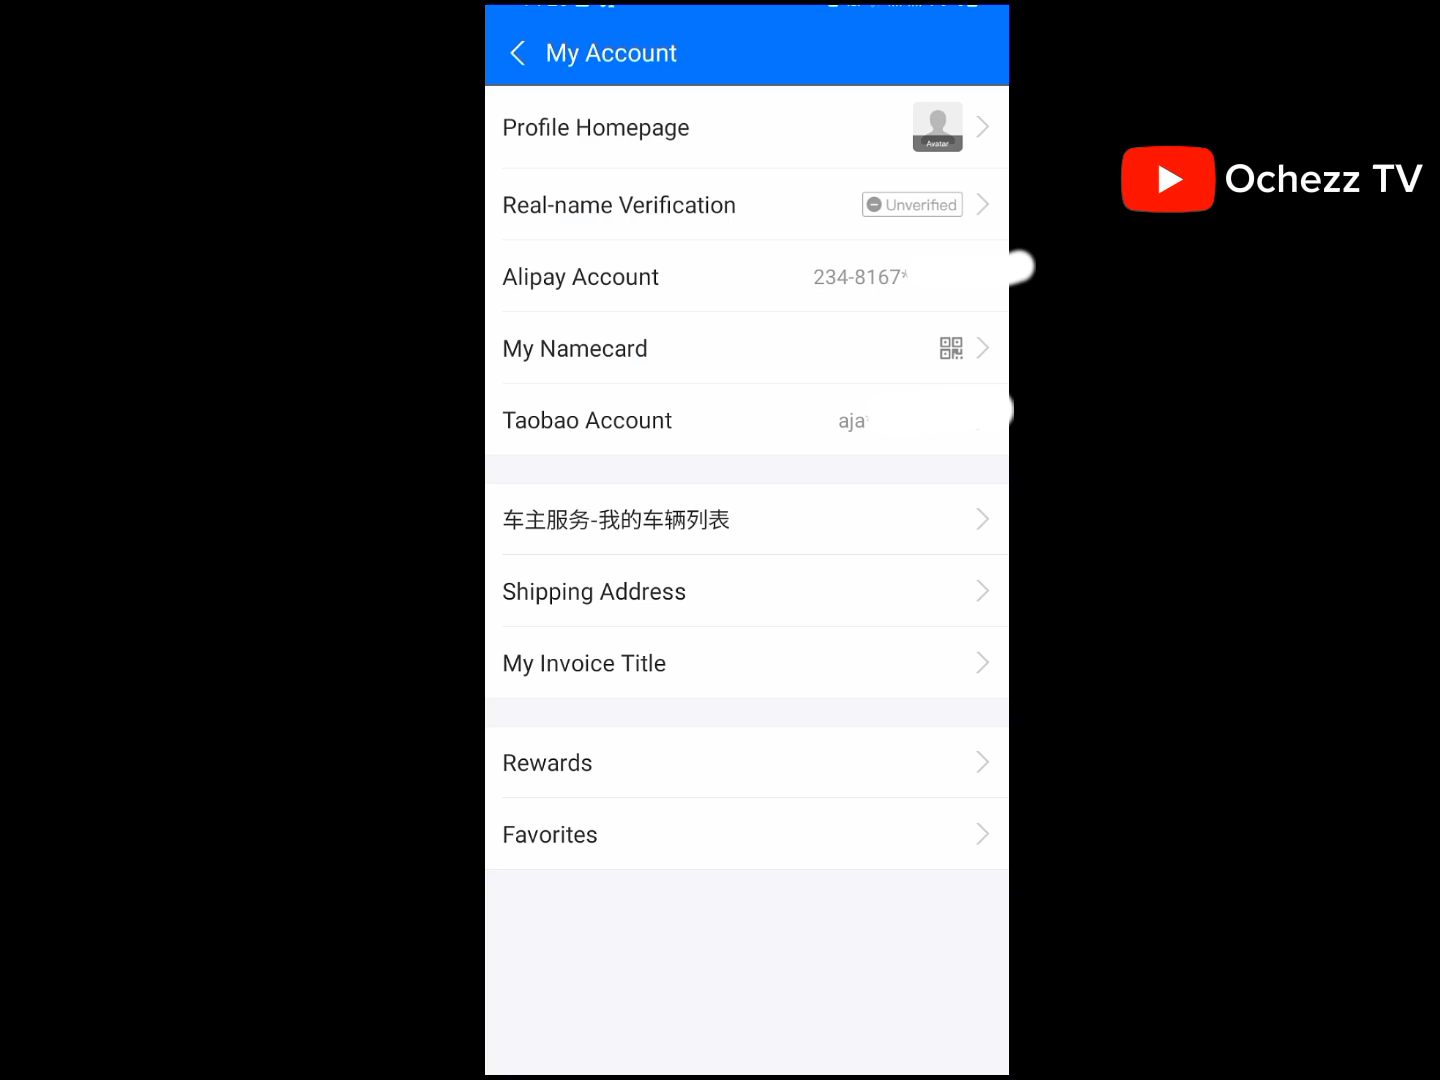 My Account
Profile Homepage
Avatar
Real-name Verification
Unverified
Alipay Account
234-8167*
My Namecard
Taobao Account
aja
车主服务-我的车辆列表
Shipping Address
My Invoice Title
Rewards
Favorites
Ochezz TV